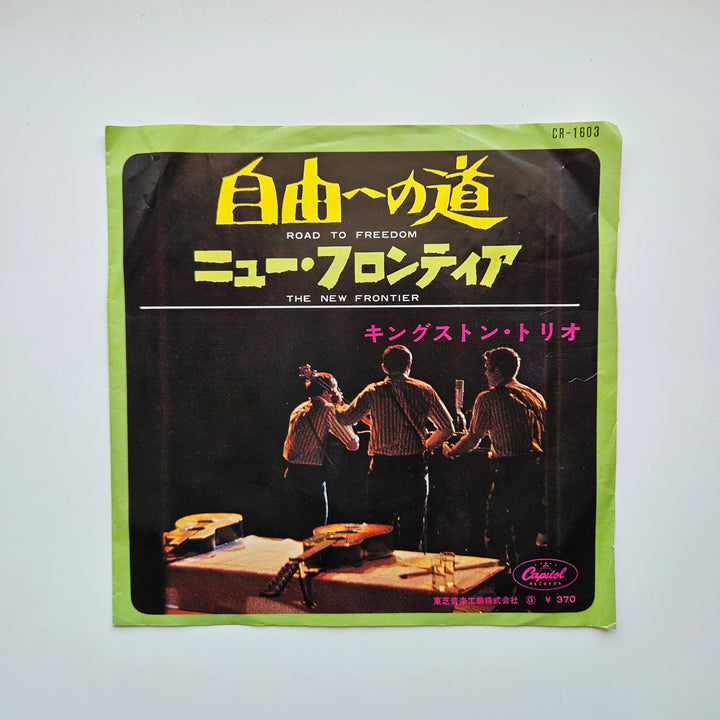 CR-1603
自由への道
ROAD TO FREEDOM
ニュー・フロンティア
THE NEW FRONTIER
キングストン・トリオ
Capitol
RECORDS
東芝音楽工業株式会社 Ⓖ ¥ 370